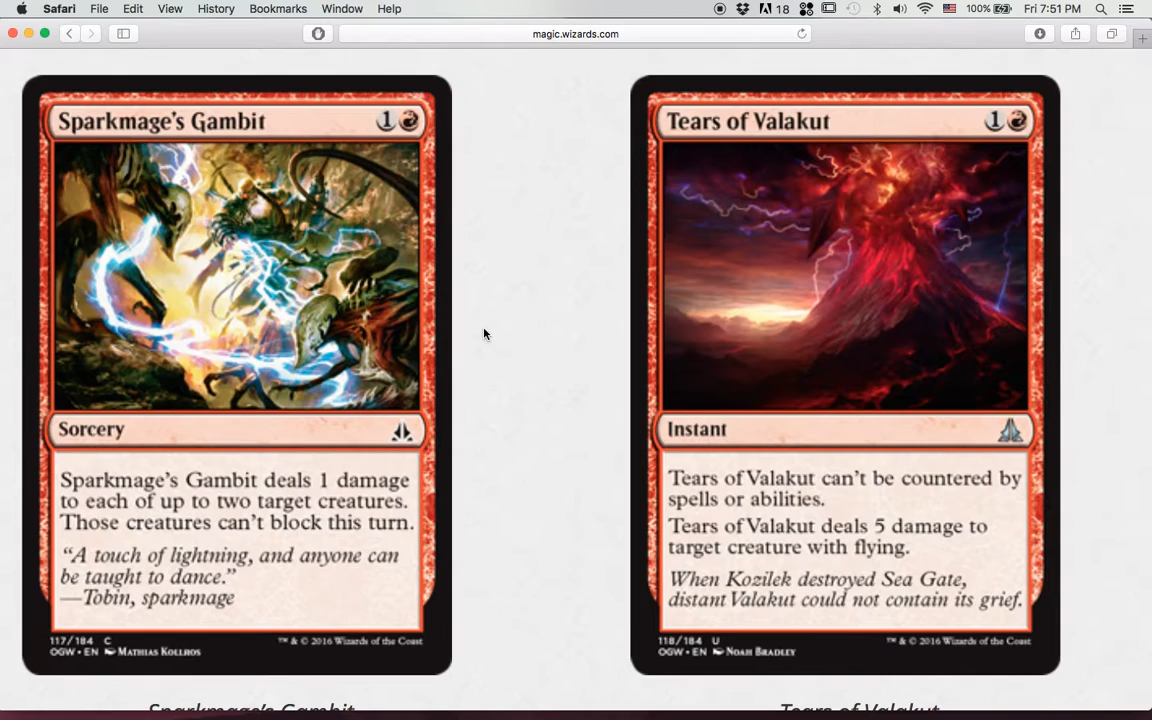 Safari File Edit View History Bookmarks Window Help 18 100% Fri 7:51 PM
magic.wizards.com
Sparkmage's Gambit 1
Sorcery
Sparkmage's Gambit deals 1 damage
to each of up to two target creatures.
Those creatures can't block this turn.
"A touch of lightning, and anyone can
be taught to dance."
—Tobin, sparkmage
117/184 C ™ & © 2016 Wizards of the Coast
OGW • EN Mathias Kollros
Sparkmage's Gambit
Tears of Valakut 1
Instant
Tears of Valakut can't be countered by
spells or abilities.
Tears of Valakut deals 5 damage to
target creature with flying.
When Kozilek destroyed Sea Gate,
distant Valakut could not contain its grief.
118/184 U ™ & © 2016 Wizards of the Coast
OGW • EN Noah Bradley
Tears of Valakut